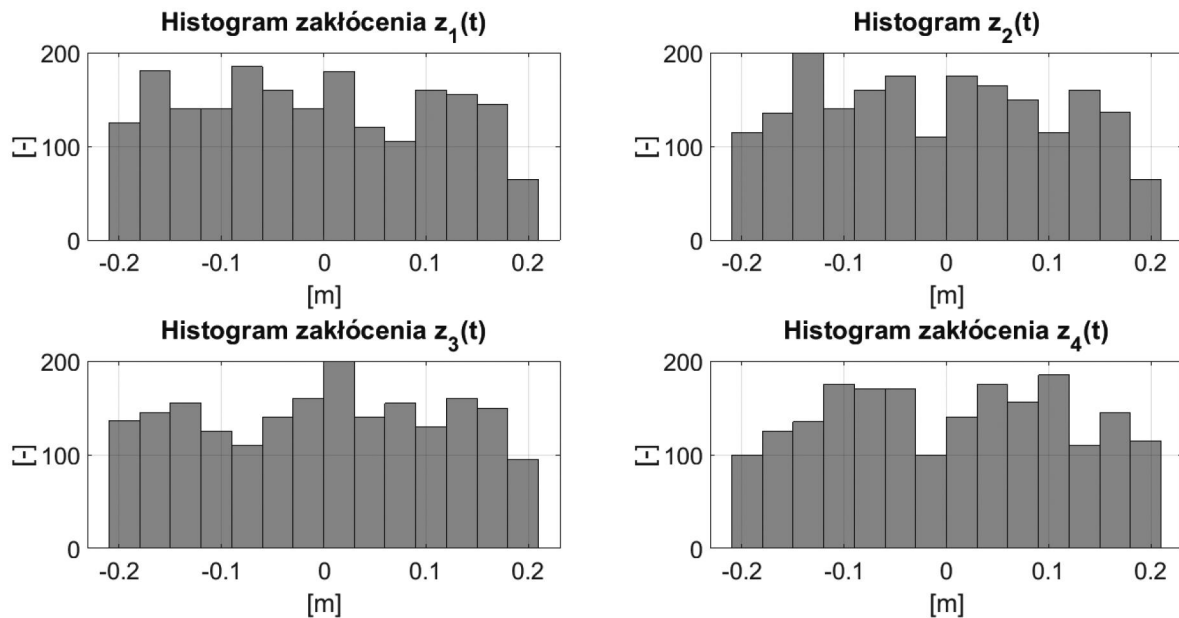 Histogram zakłócenia z₁(t)
200
100
0
[-]
-0.2 -0.1 0 0.1 0.2
[m]
Histogram z₂(t)
200
100
0
[-]
-0.2 -0.1 0 0.1 0.2
[m]
Histogram zakłócenia z₃(t)
200
100
0
[-]
-0.2 -0.1 0 0.1 0.2
[m]
Histogram zakłócenia z₄(t)
200
100
0
[-]
-0.2 -0.1 0 0.1 0.2
[m]